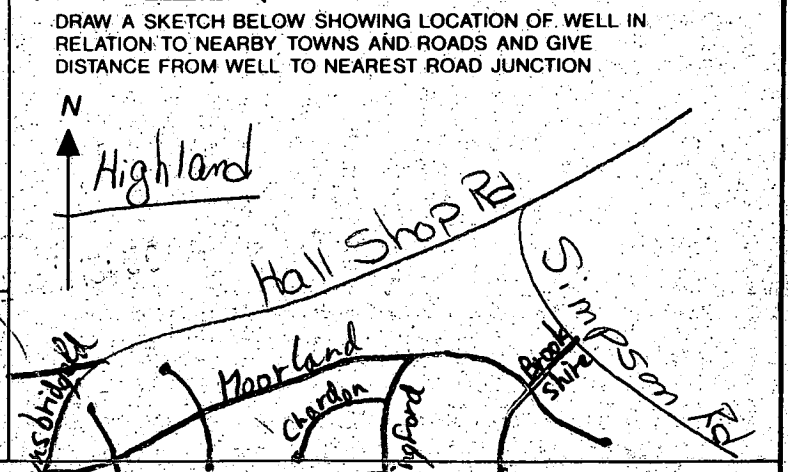 DRAW A SKETCH BELOW SHOWING LOCATION OF WELL IN
RELATION TO NEARBY TOWNS AND ROADS AND GIVE
DISTANCE FROM WELL TO NEAREST ROAD JUNCTION
N
Highland
Hall Shop Rd
Simpson Rd
Moorland
Brook
shire
Chardon